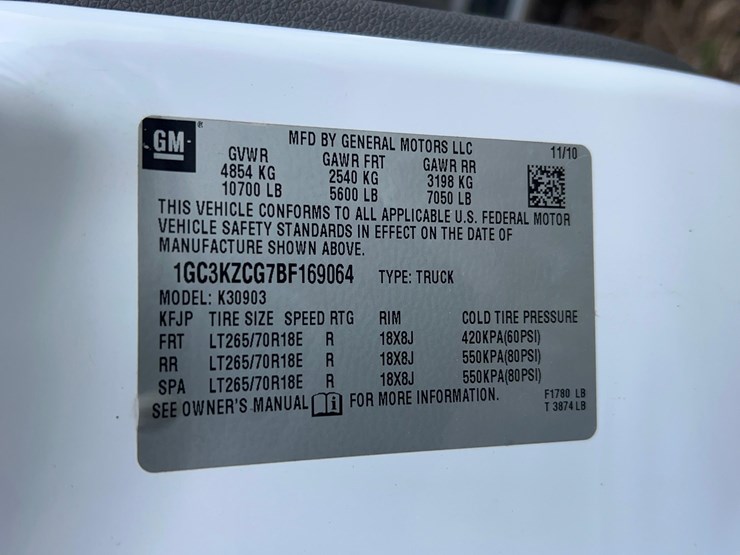 GM
®
MFD BY GENERAL MOTORS LLC 11/10
GVWR GAWR FRT GAWR RR
4854 KG 2540 KG 3198 KG
10700 LB 5600 LB 7050 LB
THIS VEHICLE CONFORMS TO ALL APPLICABLE U.S. FEDERAL MOTOR
VEHICLE SAFETY STANDARDS IN EFFECT ON THE DATE OF
MANUFACTURE SHOWN ABOVE.
1GC3KZCG7BF169064 TYPE: TRUCK
MODEL: K30903
KFJP TIRE SIZE SPEED RTG RIM COLD TIRE PRESSURE
FRT LT265/70R18E R 18X8J 420KPA(60PSI)
RR LT265/70R18E R 18X8J 550KPA(80PSI)
SPA LT265/70R18E R 18X8J 550KPA(80PSI)
SEE OWNER'S MANUAL i FOR MORE INFORMATION.
F1780 LB
T 3874 LB